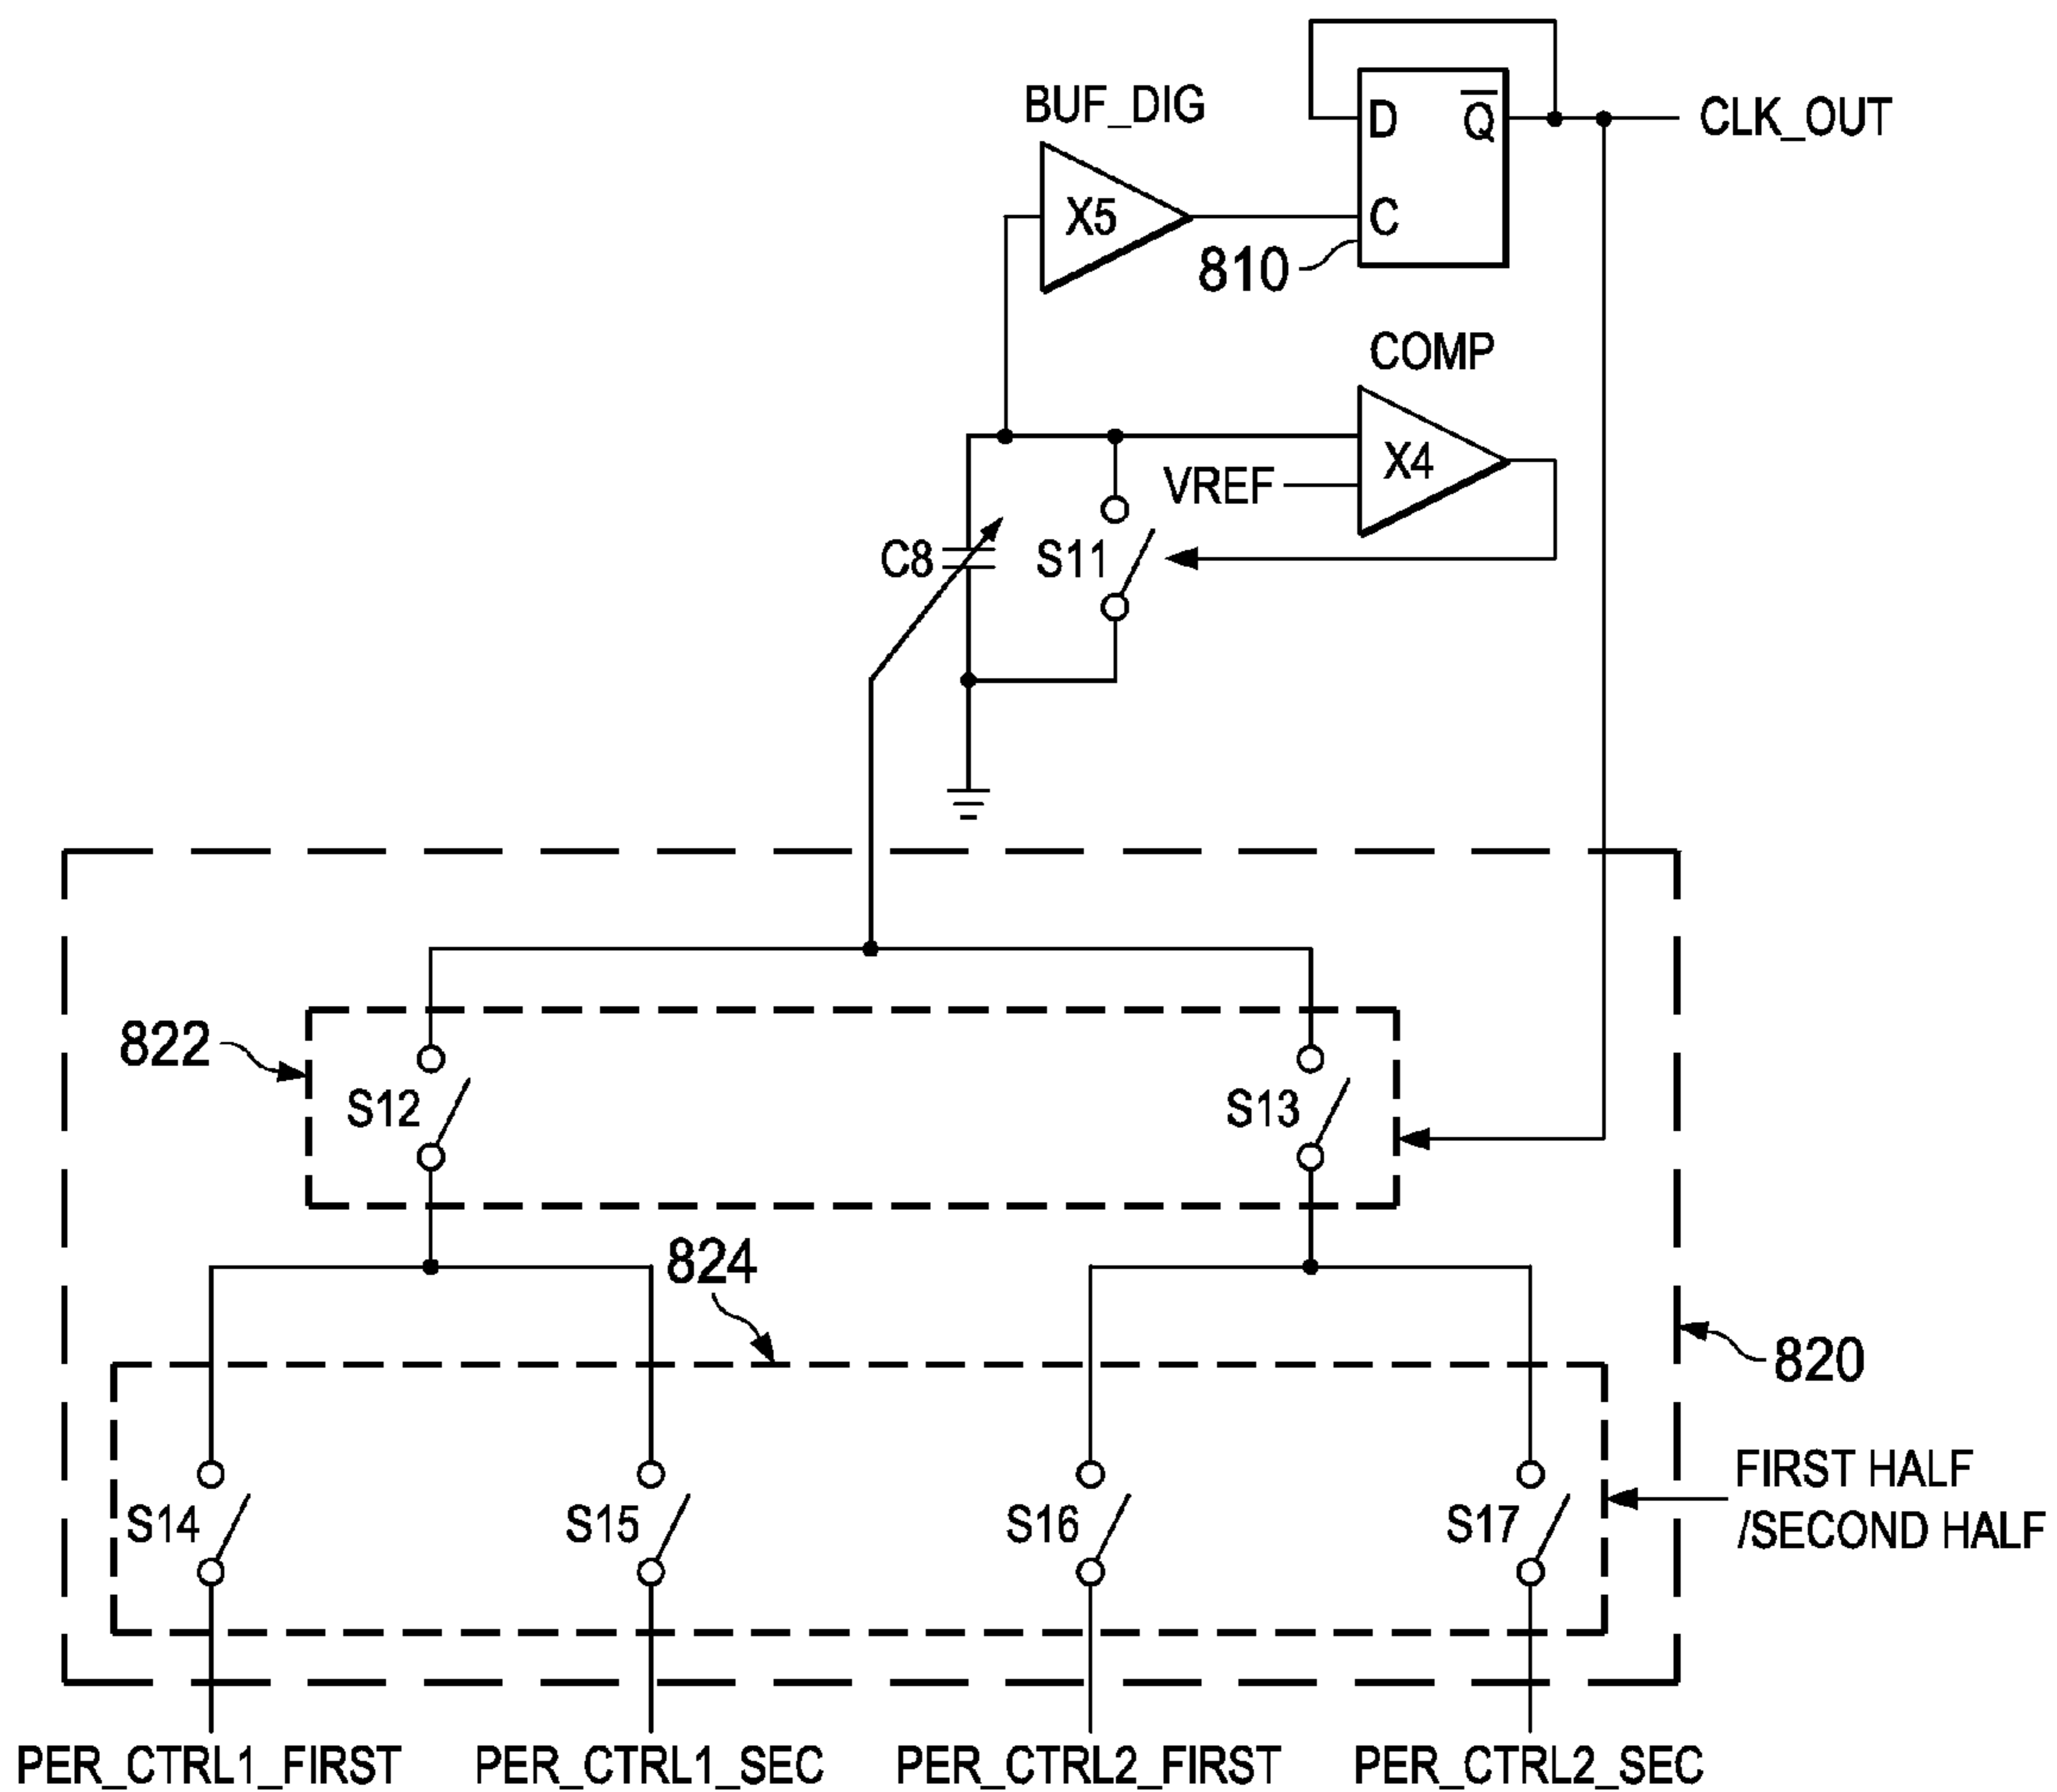 BUF_DIG
D
Q
CLK_OUT
X5
C
810
COMP
X4
VREF
C8
S11
822
S12
S13
824
820
FIRST HALF
/SECOND HALF
S14
S15
S16
S17
PER_CTRL1_FIRST
PER_CTRL1_SEC
PER_CTRL2_FIRST
PER_CTRL2_SEC